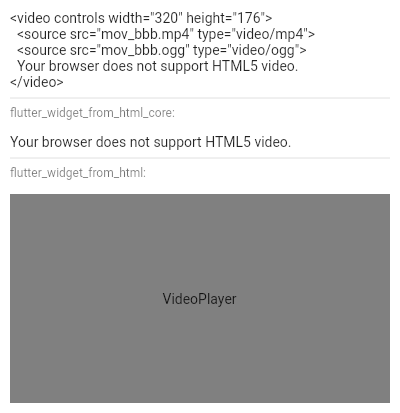 <video controls width="320" height="176">
  <source src="mov_bbb.mp4" type="video/mp4">
  <source src="mov_bbb.ogg" type="video/ogg">
  Your browser does not support HTML5 video.
</video>
flutter_widget_from_html_core:
Your browser does not support HTML5 video.
flutter_widget_from_html:
VideoPlayer